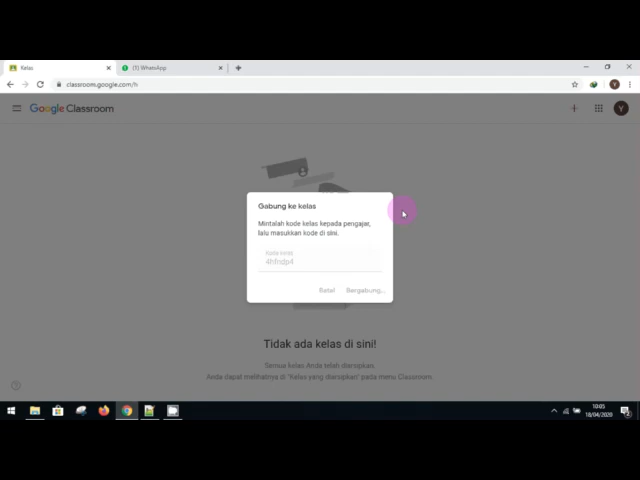 Kelas
(1) WhatsApp
classroom.google.com/h
Google Classroom
Y
Gabung ke kelas
Mintalah kode kelas kepada pengajar,
lalu masukkan kode di sini.
Kode kelas
Batal
Bergabung...
Tidak ada kelas di sini!
Semua kelas Anda telah diarsipkan.
Anda dapat melihatnya di 'Kelas yang diarsipkan' pada menu Classroom.
10:05
18/04/2020